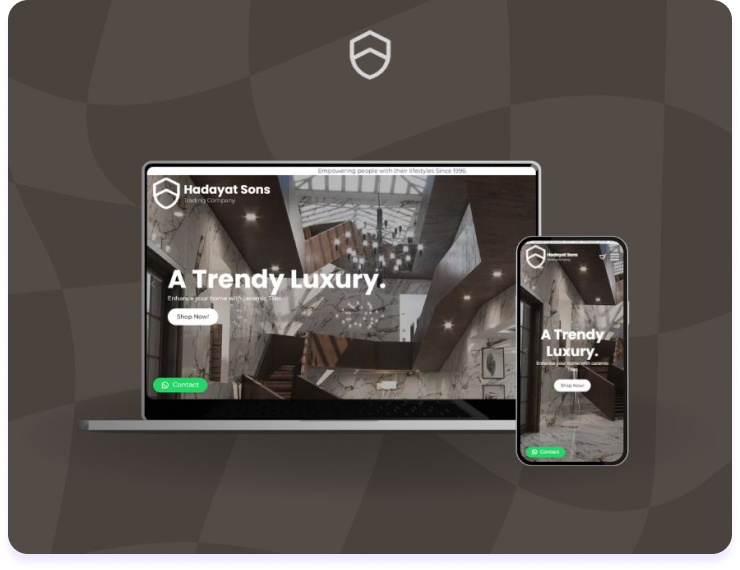 Empowering people with their lifestyles Since 1996.
Hadayat Sons
Trading Company
A Trendy Luxury.
Enhance your home with ceramic Tiles
Shop Now!
Contact
Hadayat Sons
Trading Company
A Trendy
Luxury.
Enhance your home with ceramic
Tiles
Shop Now!
Contact